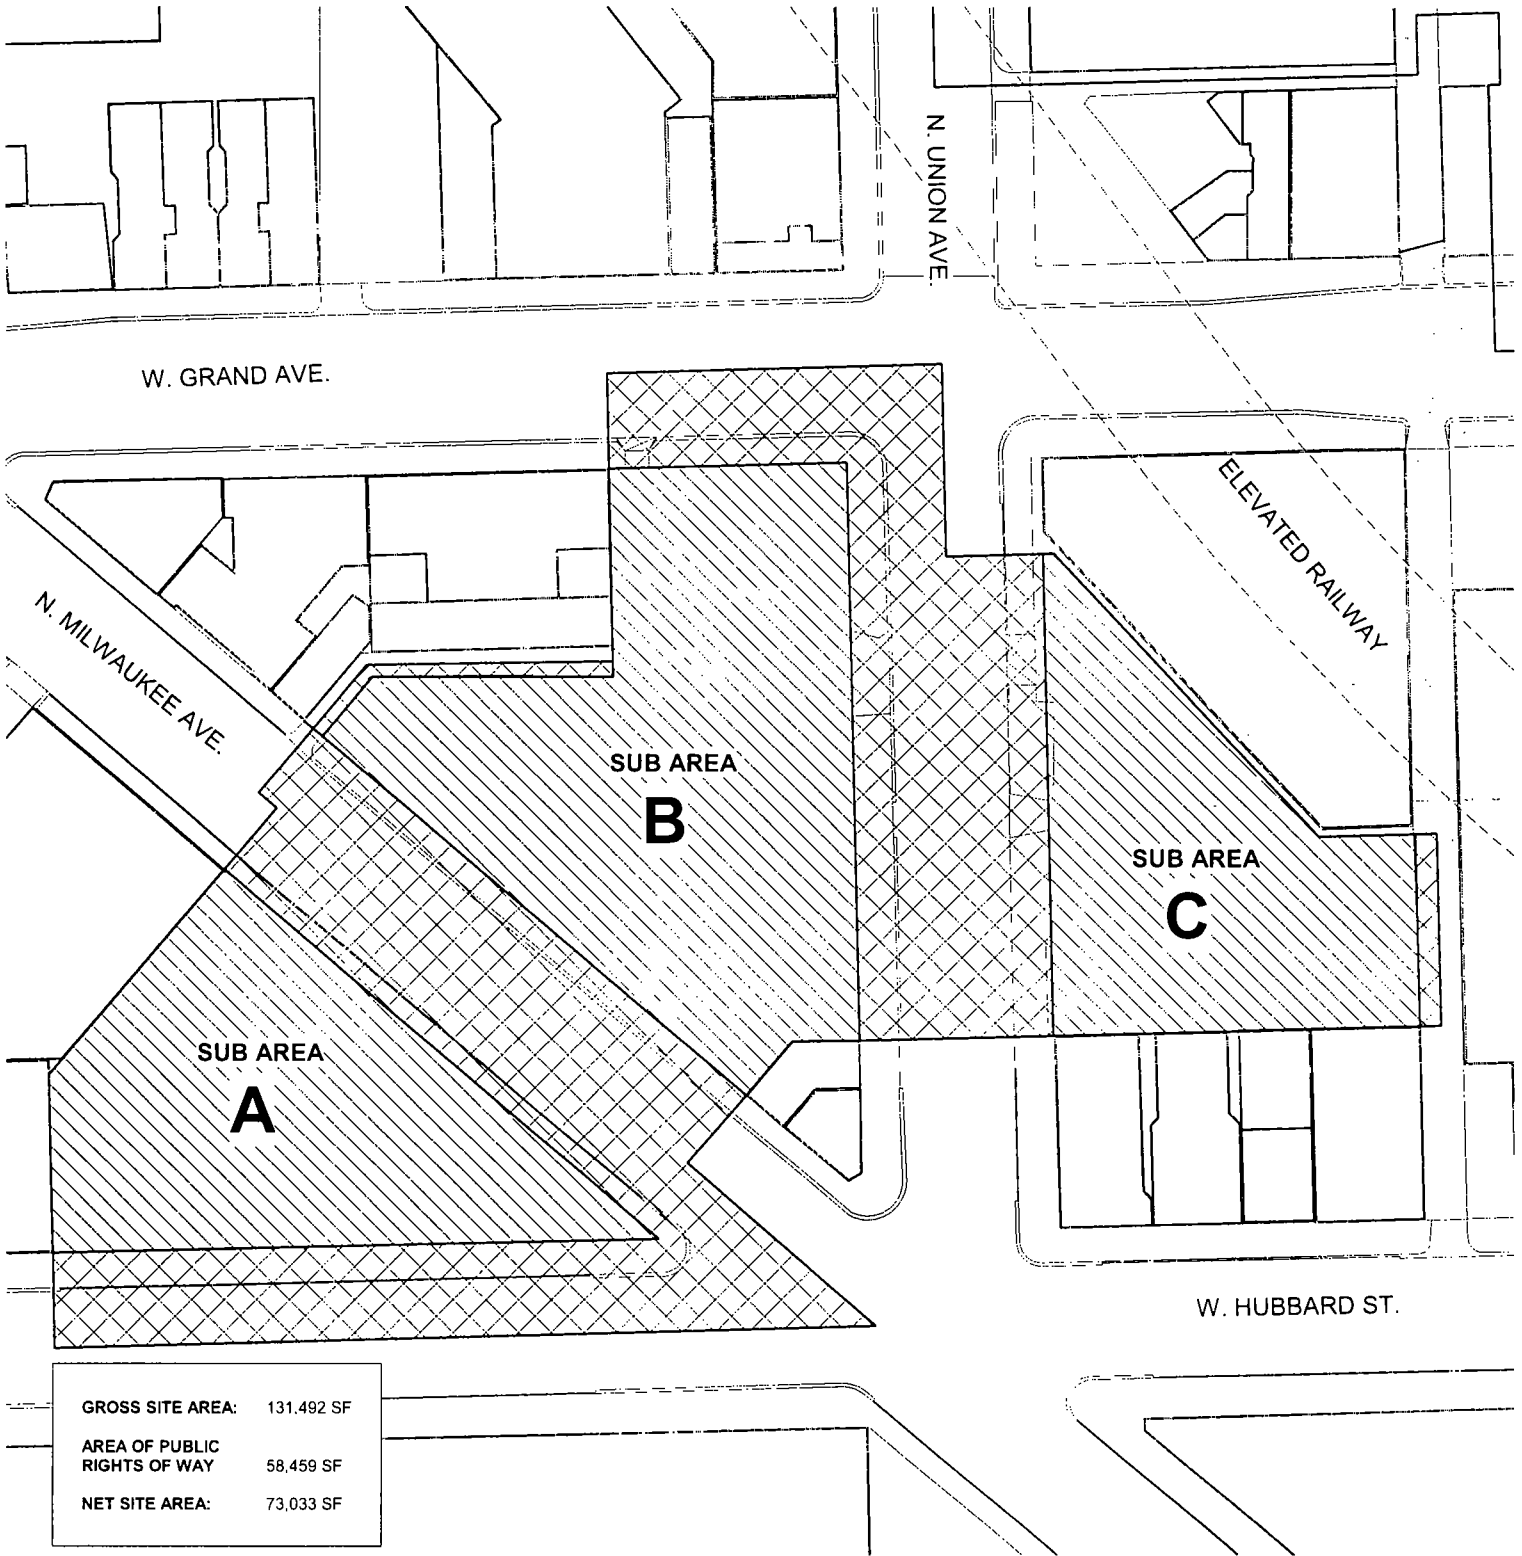 N. UNION AVE.
W. GRAND AVE.
ELEVATED RAILWAY
N. MILWAUKEE AVE.
SUB AREA
B
SUB AREA
C
SUB AREA
A
W. HUBBARD ST.
GROSS SITE AREA: 131,492 SF
AREA OF PUBLIC
RIGHTS OF WAY 58,459 SF
NET SITE AREA: 73,033 SF